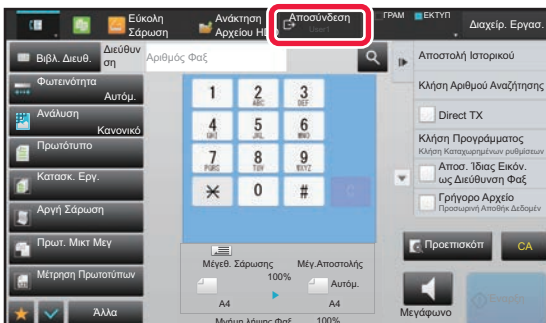 Εύκολη
Σάρωση
Ανάκτηση
Αρχείου HD
Αποσύνδεση
User1
ΓΡΑΜ
ΕΚΤΥΠ
Διαχείρ. Εργασ.
Βιβλ. Διευθ.
Διεύθυν
ση
Αριθμός Φαξ
Φωτεινότητα
Αυτόμ.
Ανάλυση
Κανονικό
Πρωτότυπο
Κατασκ. Εργ.
Αργή Σάρωση
Πρωτ. Μικτ Μεγ
Μέτρηση Πρωτοτύπων
Άλλα
1
2 ABC
3 DEF
4 GHI
5 JKL
6 MNO
7 PQRS
8 TUV
9 WXYZ
0
#
C
Μέγεθ. Σάρωσης
Μέγ.Αποστολής
100%
Αυτόμ.
A4
A4
Μνήμη λήψης Φαξ
100%
Αποστολή Ιστορικού
Κλήση Αριθμού Αναζήτησης
Direct TX
Κλήση Προγράμματος
Κλήση Καταχωρημένων ρυθμίσεων
Αποσ. Ίδιας Εικόν.
ως Διεύθυνση Φαξ
Γρήγορο Αρχείο
Προσωρινή Αποθήκ Δεδομέν
Προεπισκόπ
CA
Μεγάφωνο
Έναρξη